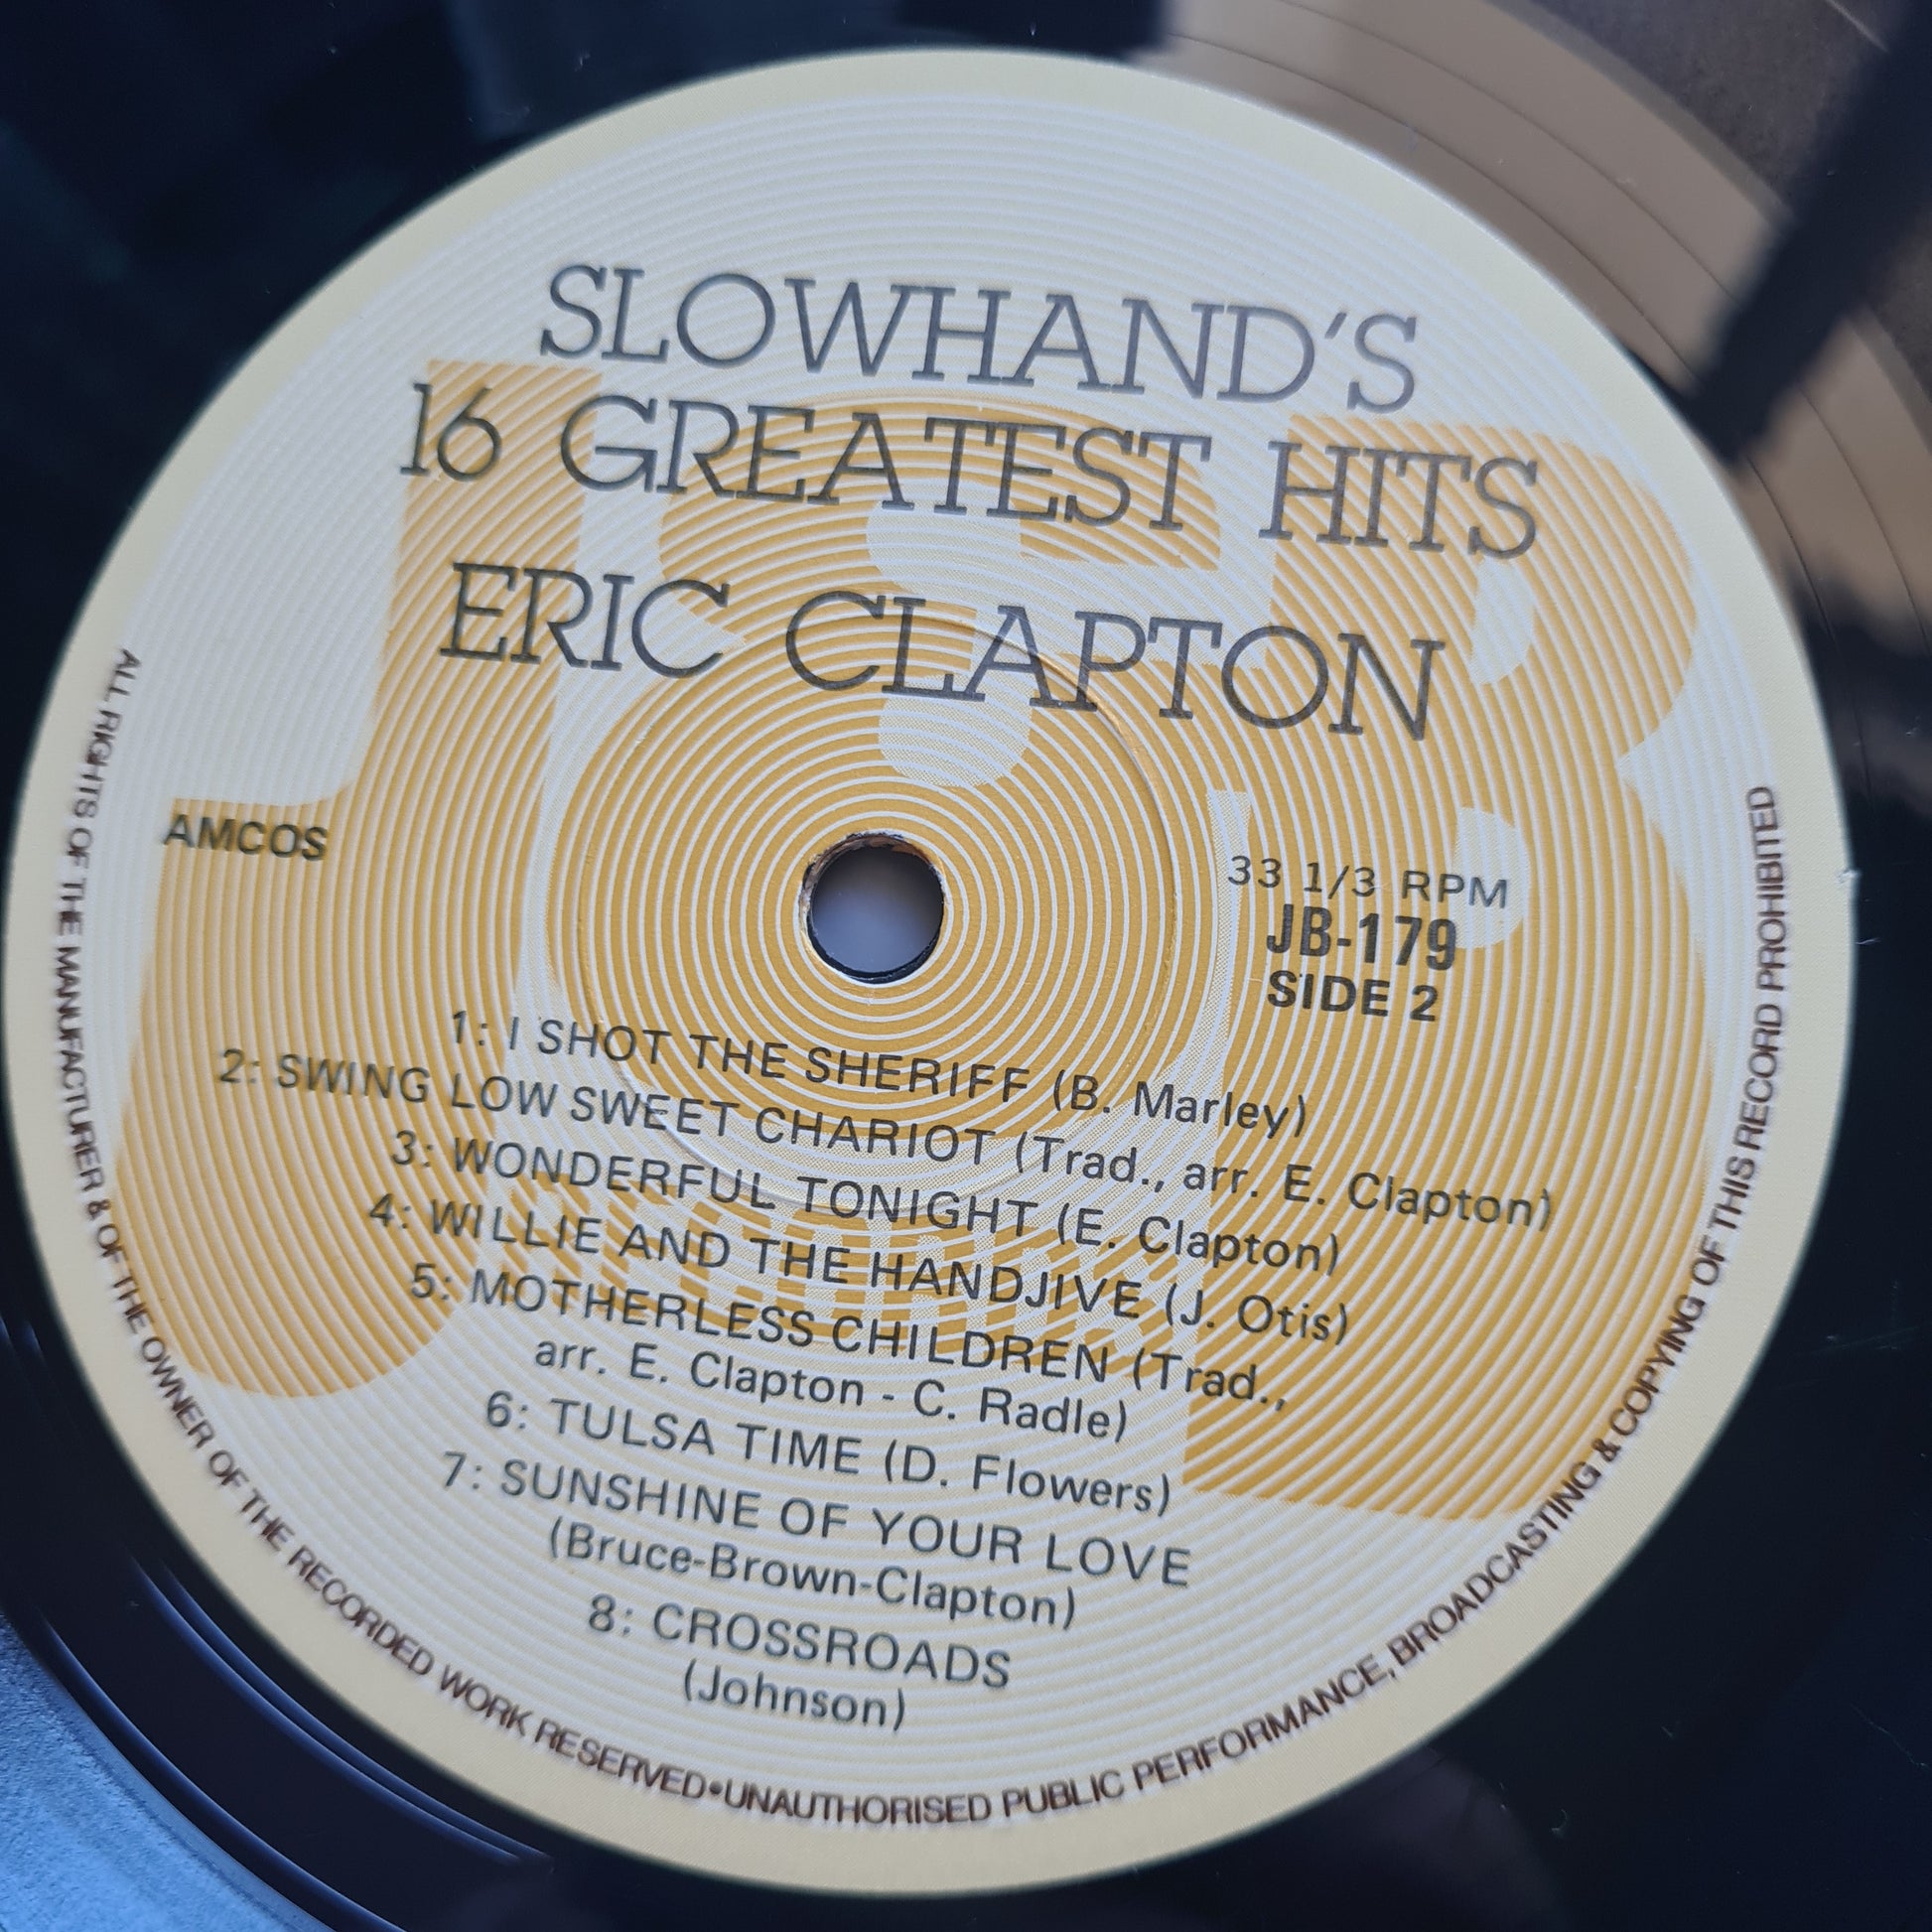 SLOWHAND'S
16 GREATEST HITS
ERIC CLAPTON
AMCOS
33 1/3 RPM
JB-179
SIDE 2
1: I SHOT THE SHERIFF (B. Marley)
2: SWING LOW SWEET CHARIOT (Trad., arr. E. Clapton)
3: WONDERFUL TONIGHT (E. Clapton)
4: WILLIE AND THE HANDJIVE (J. Otis)
5: MOTHERLESS CHILDREN (Trad.,
arr. E. Clapton - C. Radle)
6: TULSA TIME (D. Flowers)
7: SUNSHINE OF YOUR LOVE
(Bruce-Brown-Clapton)
8: CROSSROADS
(Johnson)
ALL RIGHTS OF THE MANUFACTURER & OF THE OWNER OF THE RECORDED WORK RESERVED•UNAUTHORISED PUBLIC PERFORMANCE, BROADCASTING & COPYING OF THIS RECORD PROHIBITED